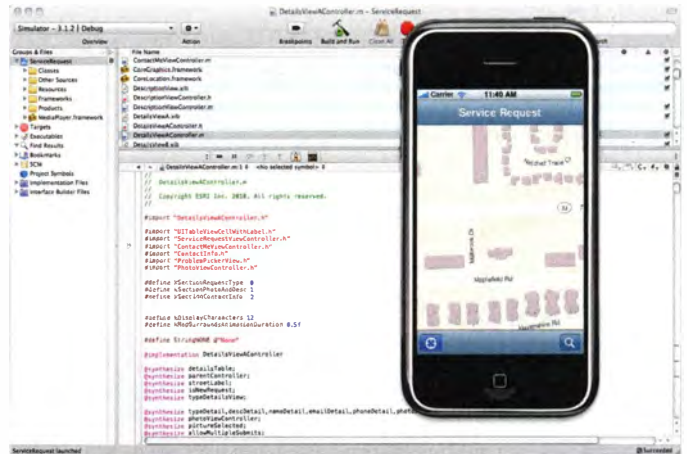 DetailsViewAController.m - ServiceRequest
Simulator - 3.1.2 | Debug
Overview
Action
Breakpoints
Build and Run
Clean All
Groups & Files
File Name
ServiceRequest
Classes
Other Sources
Resources
Frameworks
Products
MediaPlayer.framework
Targets
Executables
Find Results
Bookmarks
SCM
Project Symbols
Implementation Files
Interface Builder Files
ContactMeViewController.m
CoreGraphics.framework
CoreLocation.framework
DescriptionView.xib
DescriptionViewController.h
DescriptionViewController.m
DetailsViewA.xib
DetailsViewAController.h
DetailsViewAController.m
DetailsViewB.xib
DetailsViewAController.m:1 <No selected symbol>
//
// DetailsViewAController.m
//
// Copyright ESRI Inc. 2010. All rights reserved.
//
#import "DetailsViewAController.h"
#import "UITableViewCellWithLabel.h"
#import "ServiceRequestViewController.h"
#import "ContactMeViewController.h"
#import "ContactInfo.h"
#import "ProblemPickerView.h"
#import "PhotoViewController.h"
#define kSectionRequestType 0
#define kSectionPhotoAndDesc 1
#define kSectionContactInfo 2
#define kDisplayCharacters 12
#define kMapSurroundsAnimationDuration 0.5f
#define StringNONE @"None"
@implementation DetailsViewAController
@synthesize detailsTable;
@synthesize parentController;
@synthesize streetLabel;
@synthesize isNewRequest;
@synthesize typeDetailsView;
@synthesize typeDetail,descDetail,nameDetail,emailDetail,phoneDetail,
@synthesize photoViewController;
@synthesize pictureSelected;
@synthesize allowMultipleSubmits;
ServiceRequest launched
Succeeded
Carrier
11:40 AM
Service Request
Maplefield Rd